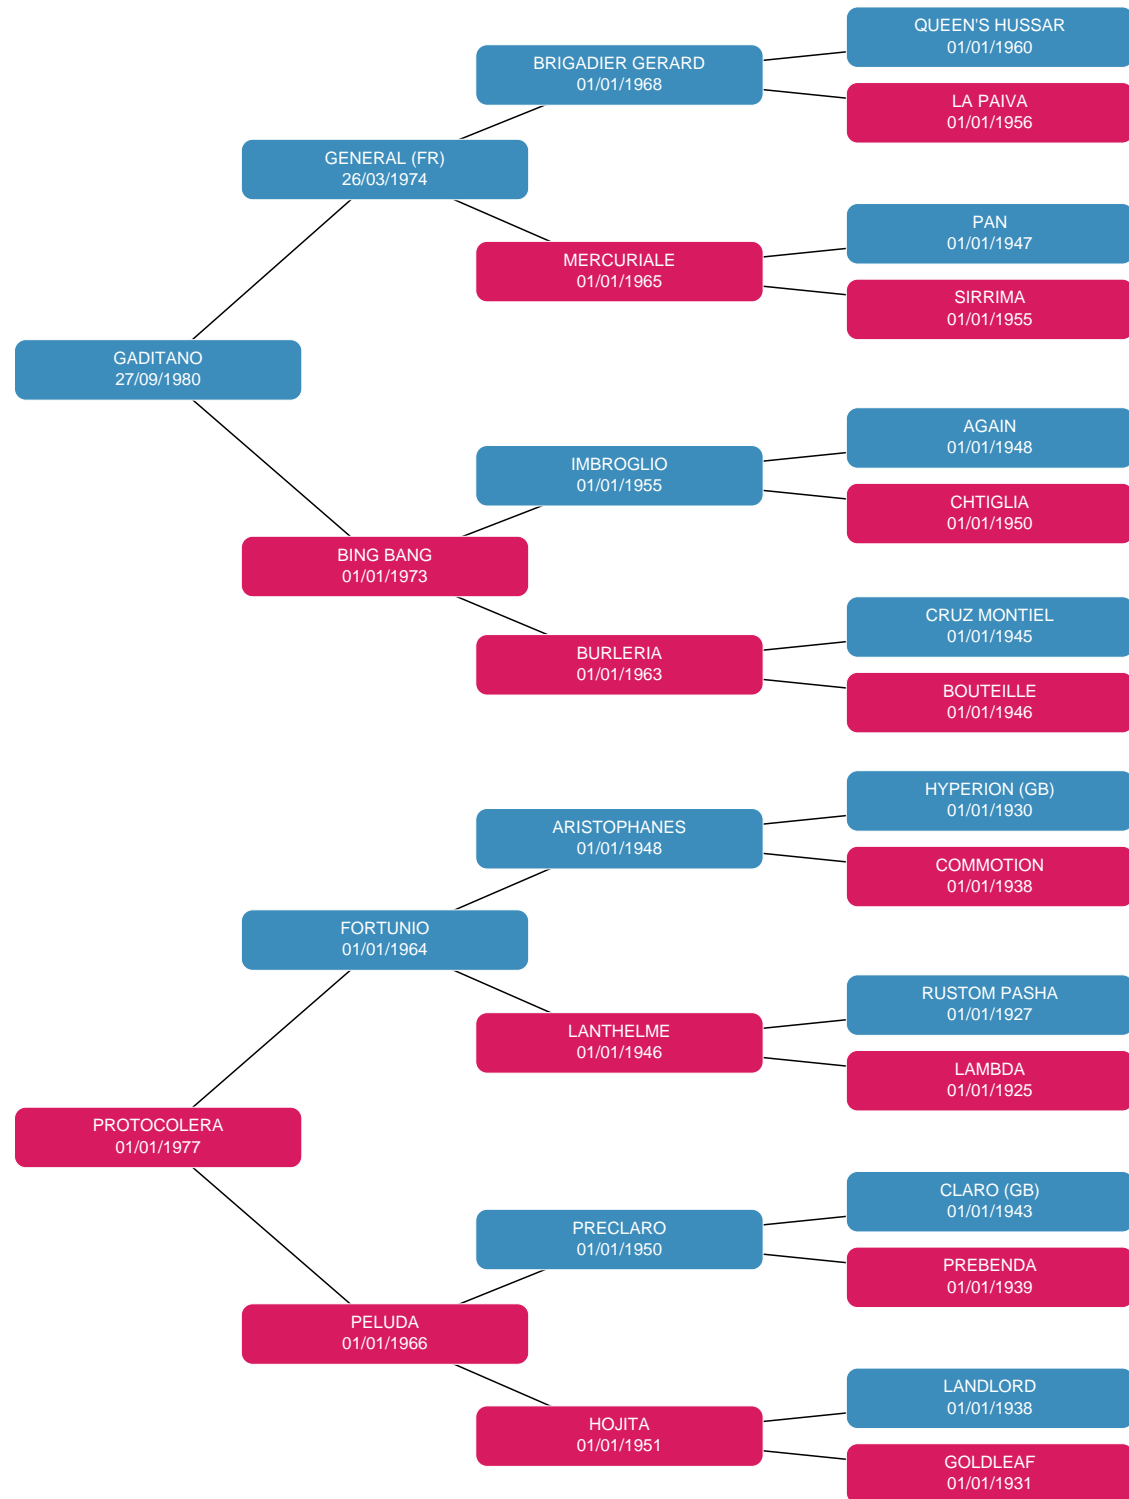 QUEEN'S HUSSAR
01/01/1960
BRIGADIER GERARD
01/01/1968
LA PAIVA
01/01/1956
GENERAL (FR)
26/03/1974
PAN
01/01/1947
MERCURIALE
01/01/1965
SIRRIMA
01/01/1955
GADITANO
27/09/1980
AGAIN
01/01/1948
IMBROGLIO
01/01/1955
CHTIGLIA
01/01/1950
BING BANG
01/01/1973
CRUZ MONTIEL
01/01/1945
BURLERIA
01/01/1963
BOUTEILLE
01/01/1946
HYPERION (GB)
01/01/1930
ARISTOPHANES
01/01/1948
COMMOTION
01/01/1938
FORTUNIO
01/01/1964
RUSTOM PASHA
01/01/1927
LANTHELME
01/01/1946
LAMBDA
01/01/1925
PROTOCOLERA
01/01/1977
CLARO (GB)
01/01/1943
PRECLARO
01/01/1950
PREBENDA
01/01/1939
PELUDA
01/01/1966
LANDLORD
01/01/1938
HOJITA
01/01/1951
GOLDLEAF
01/01/1931